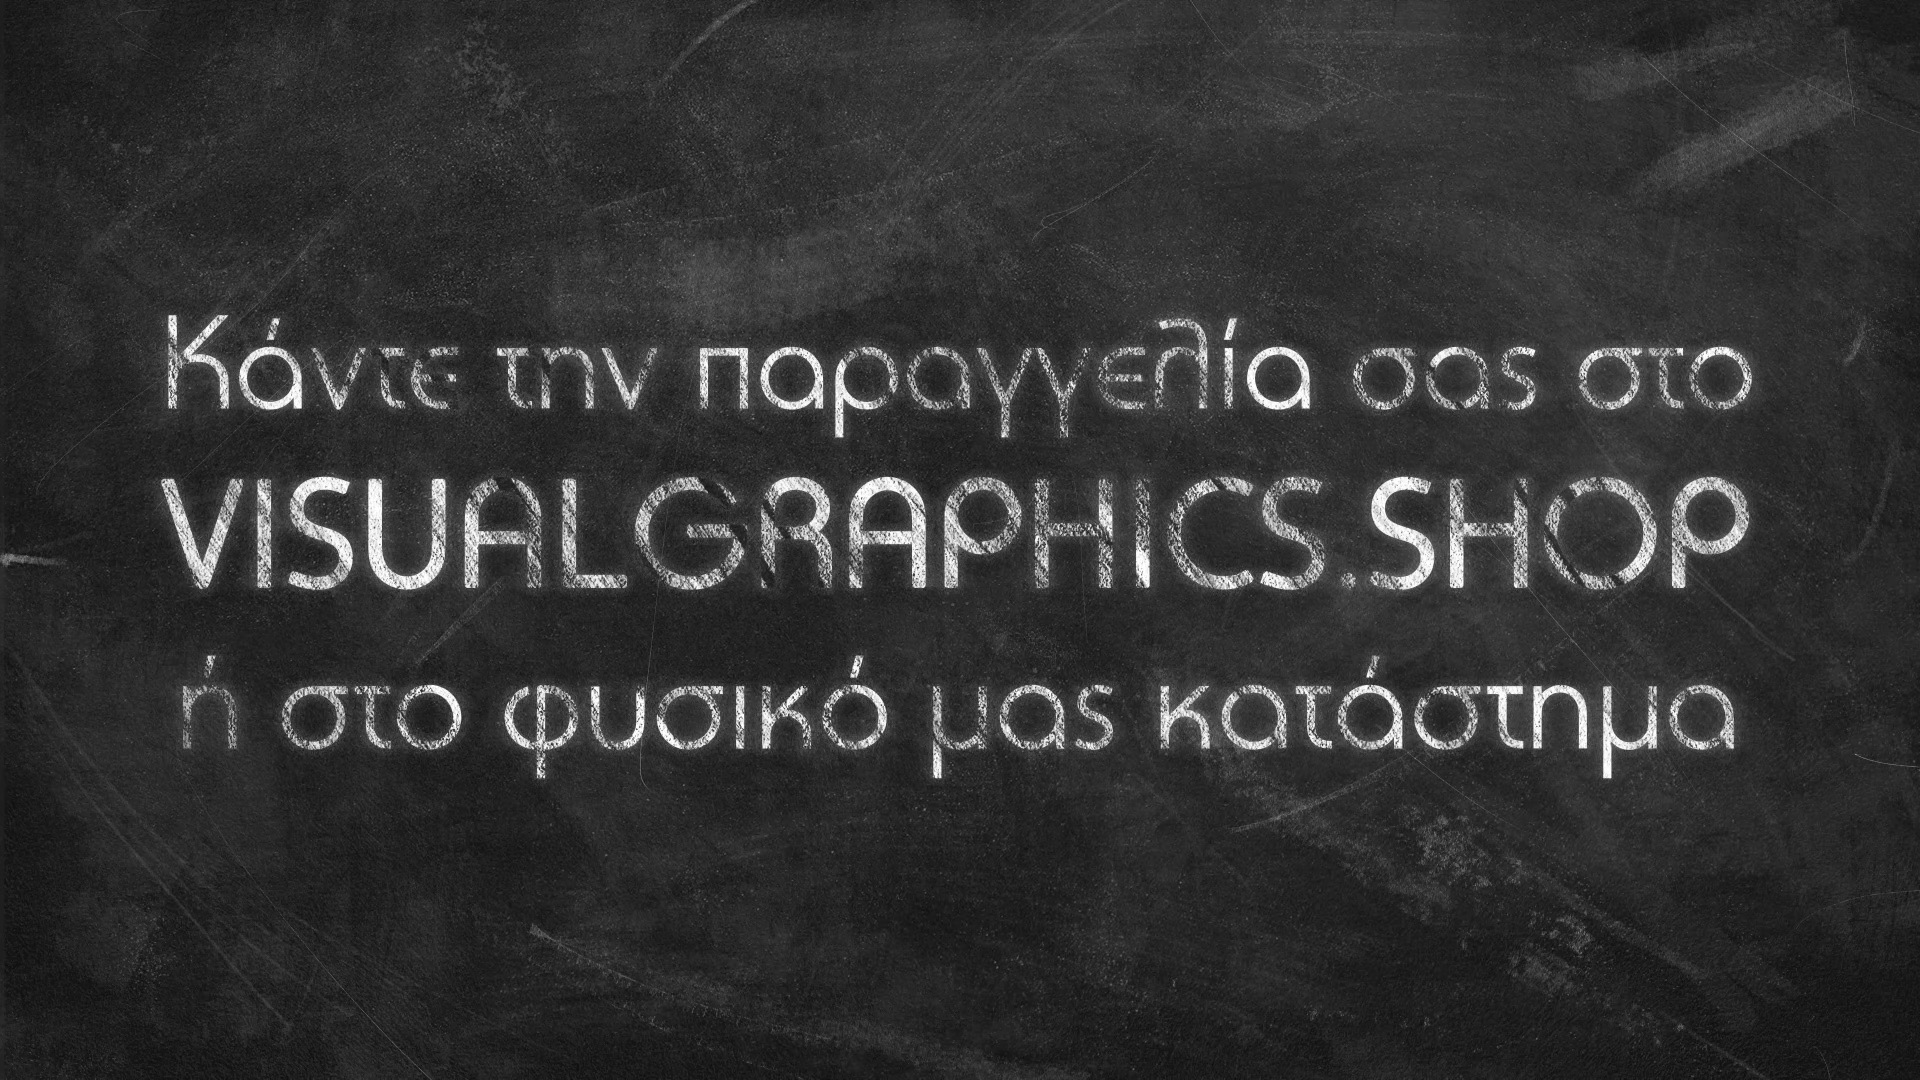 Κάντε την παραγγελία σας στο
VISUALGRAPHICS.SHOP
ή στο φυσικό μας κατάστημα